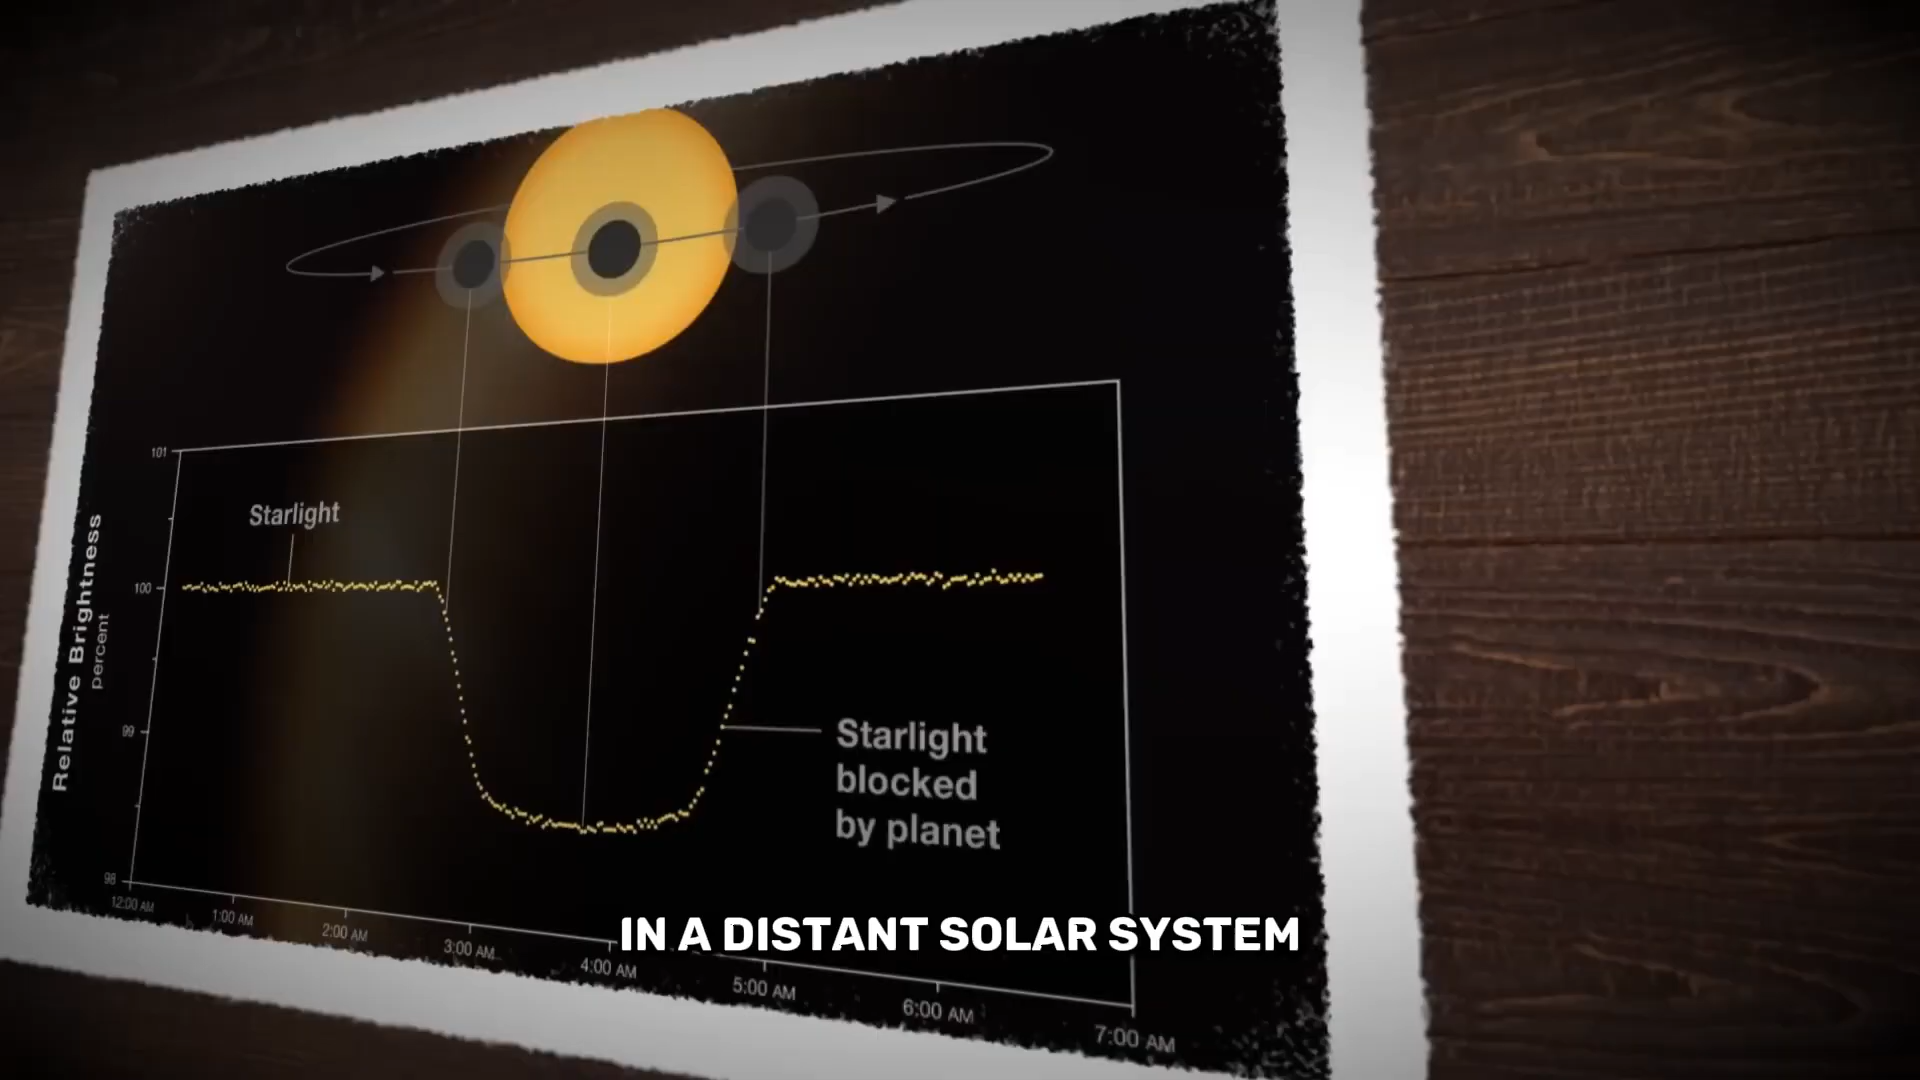 101
Starlight
100
Relative Brightness
percent
99
Starlight
blocked
by planet
98
12:00 AM
1:00 AM
2:00 AM
3:00 AM
4:00 AM
5:00 AM
6:00 AM
7:00 AM
IN A DISTANT SOLAR SYSTEM